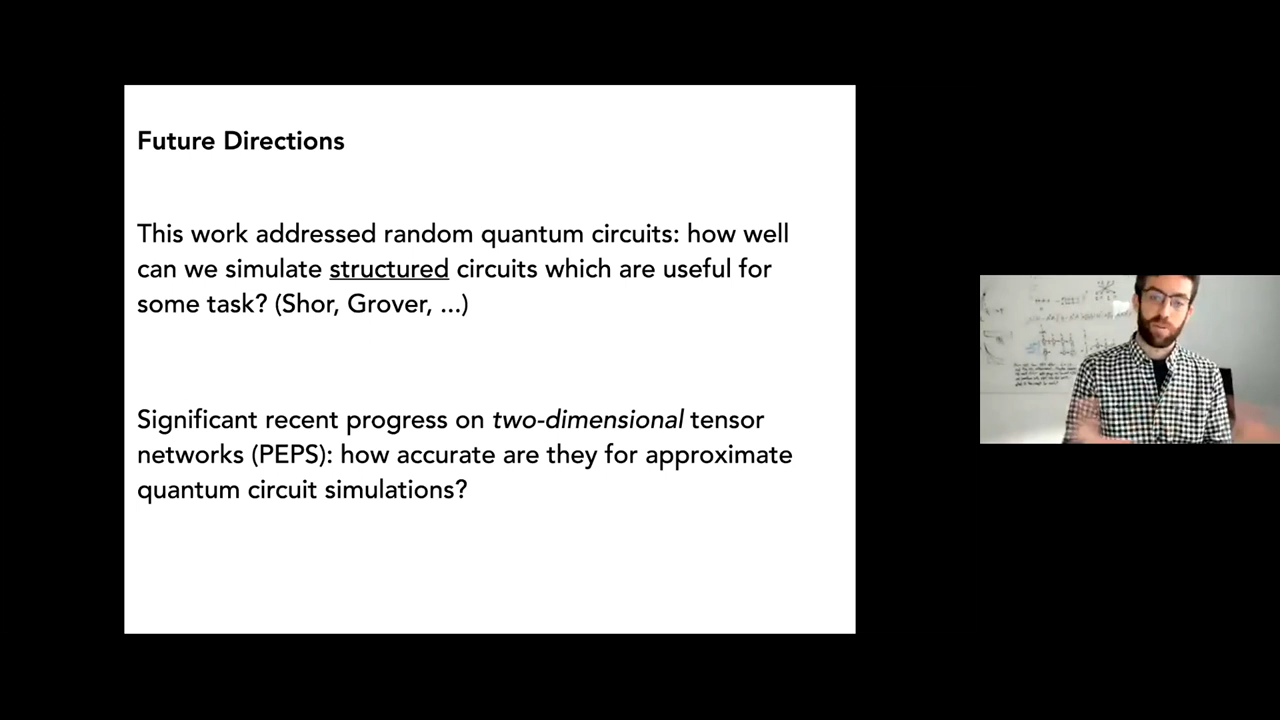 Future Directions
This work addressed random quantum circuits: how well
can we simulate structured circuits which are useful for
some task? (Shor, Grover, ...)
Significant recent progress on two-dimensional tensor
networks (PEPS): how accurate are they for approximate
quantum circuit simulations?